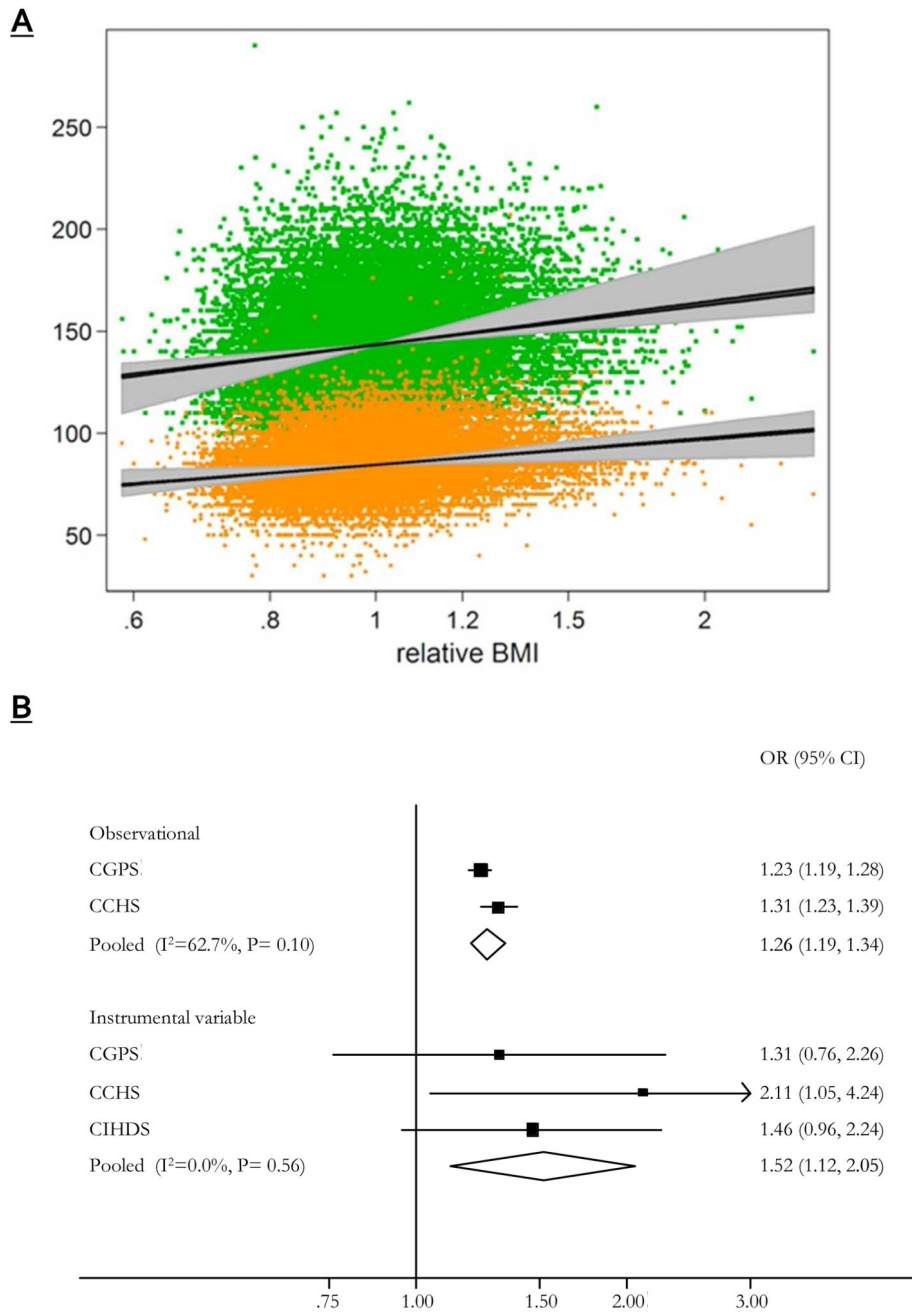 A
250
200
150
100
50
.6 .8 1 1.2 1.5 2
relative BMI
B
OR (95% CI)
Observational
CGPS 1.23 (1.19, 1.28)
CCHS 1.31 (1.23, 1.39)
Pooled (I²=62.7%, P= 0.10) 1.26 (1.19, 1.34)
Instrumental variable
CGPS 1.31 (0.76, 2.26)
CCHS 2.11 (1.05, 4.24)
CIHDS 1.46 (0.96, 2.24)
Pooled (I²=0.0%, P= 0.56) 1.52 (1.12, 2.05)
.75 1.00 1.50 2.00 3.00